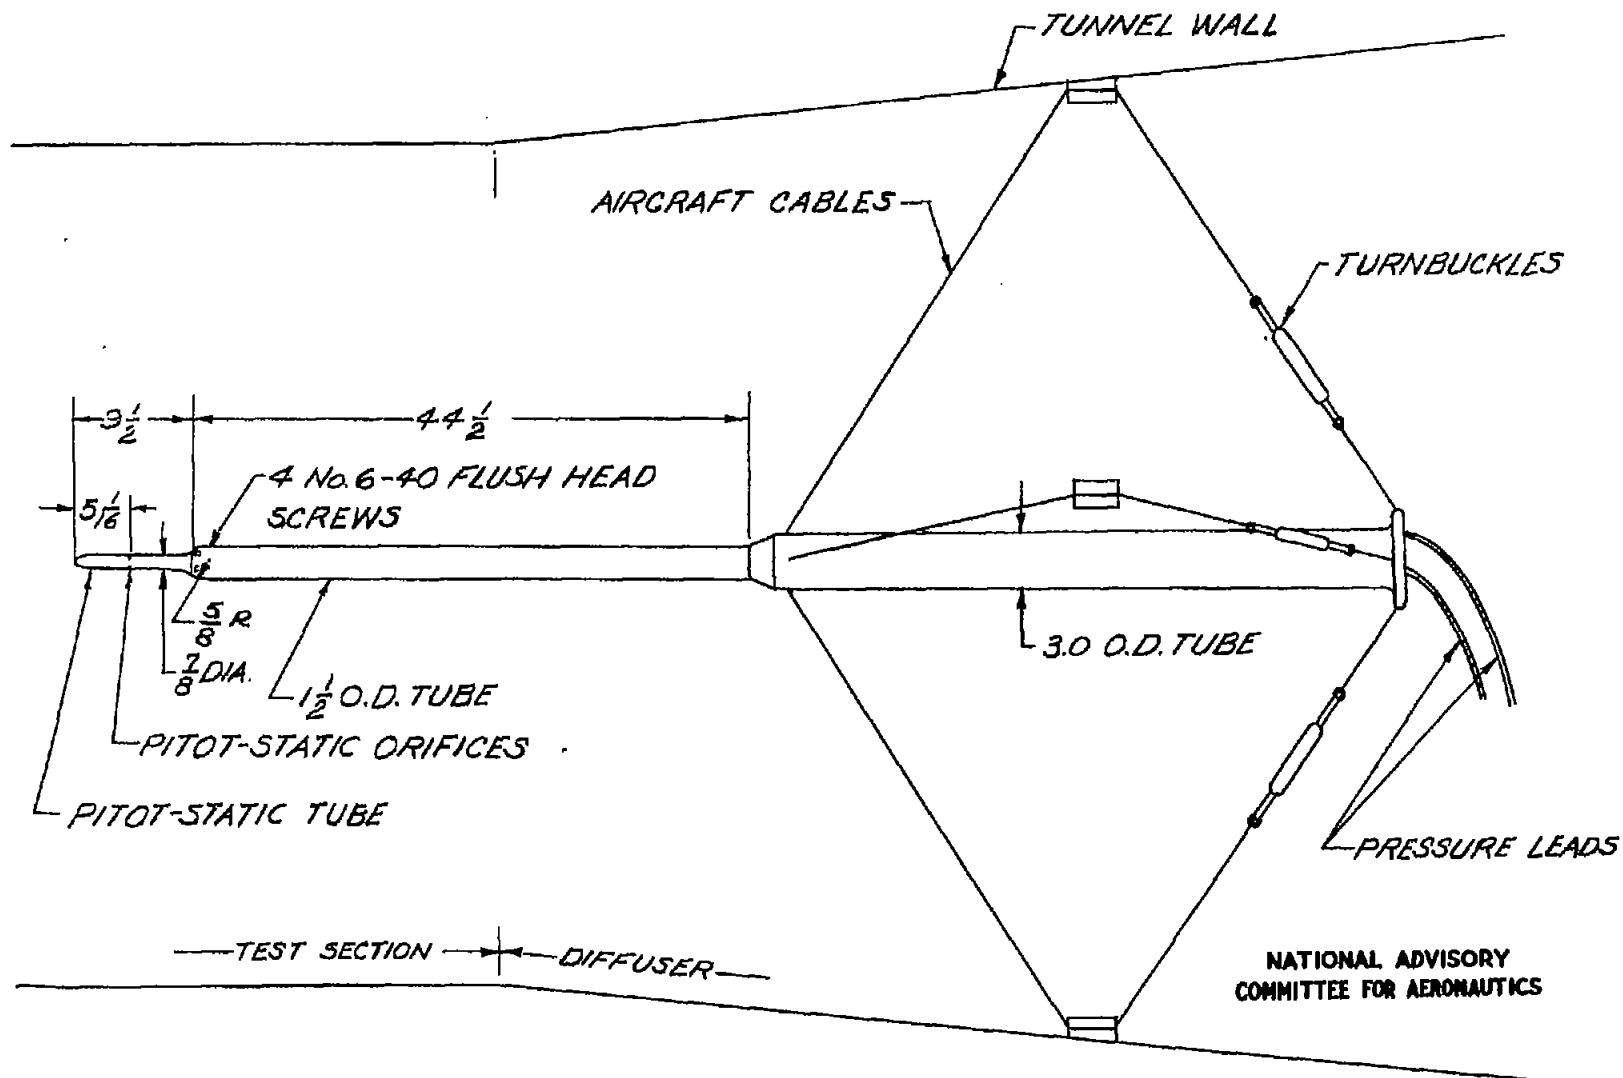 TUNNEL WALL
AIRCRAFT CABLES
TURNBUCKLES
9 1/2
44 1/2
4 No. 6-40 FLUSH HEAD
SCREWS
5 1/16
5/8 R
7/8 DIA.
1 1/2 O.D. TUBE
3.0 O.D. TUBE
PITOT-STATIC ORIFICES
PITOT-STATIC TUBE
PRESSURE LEADS
TEST SECTION
DIFFUSER
NATIONAL ADVISORY
COMMITTEE FOR AERONAUTICS